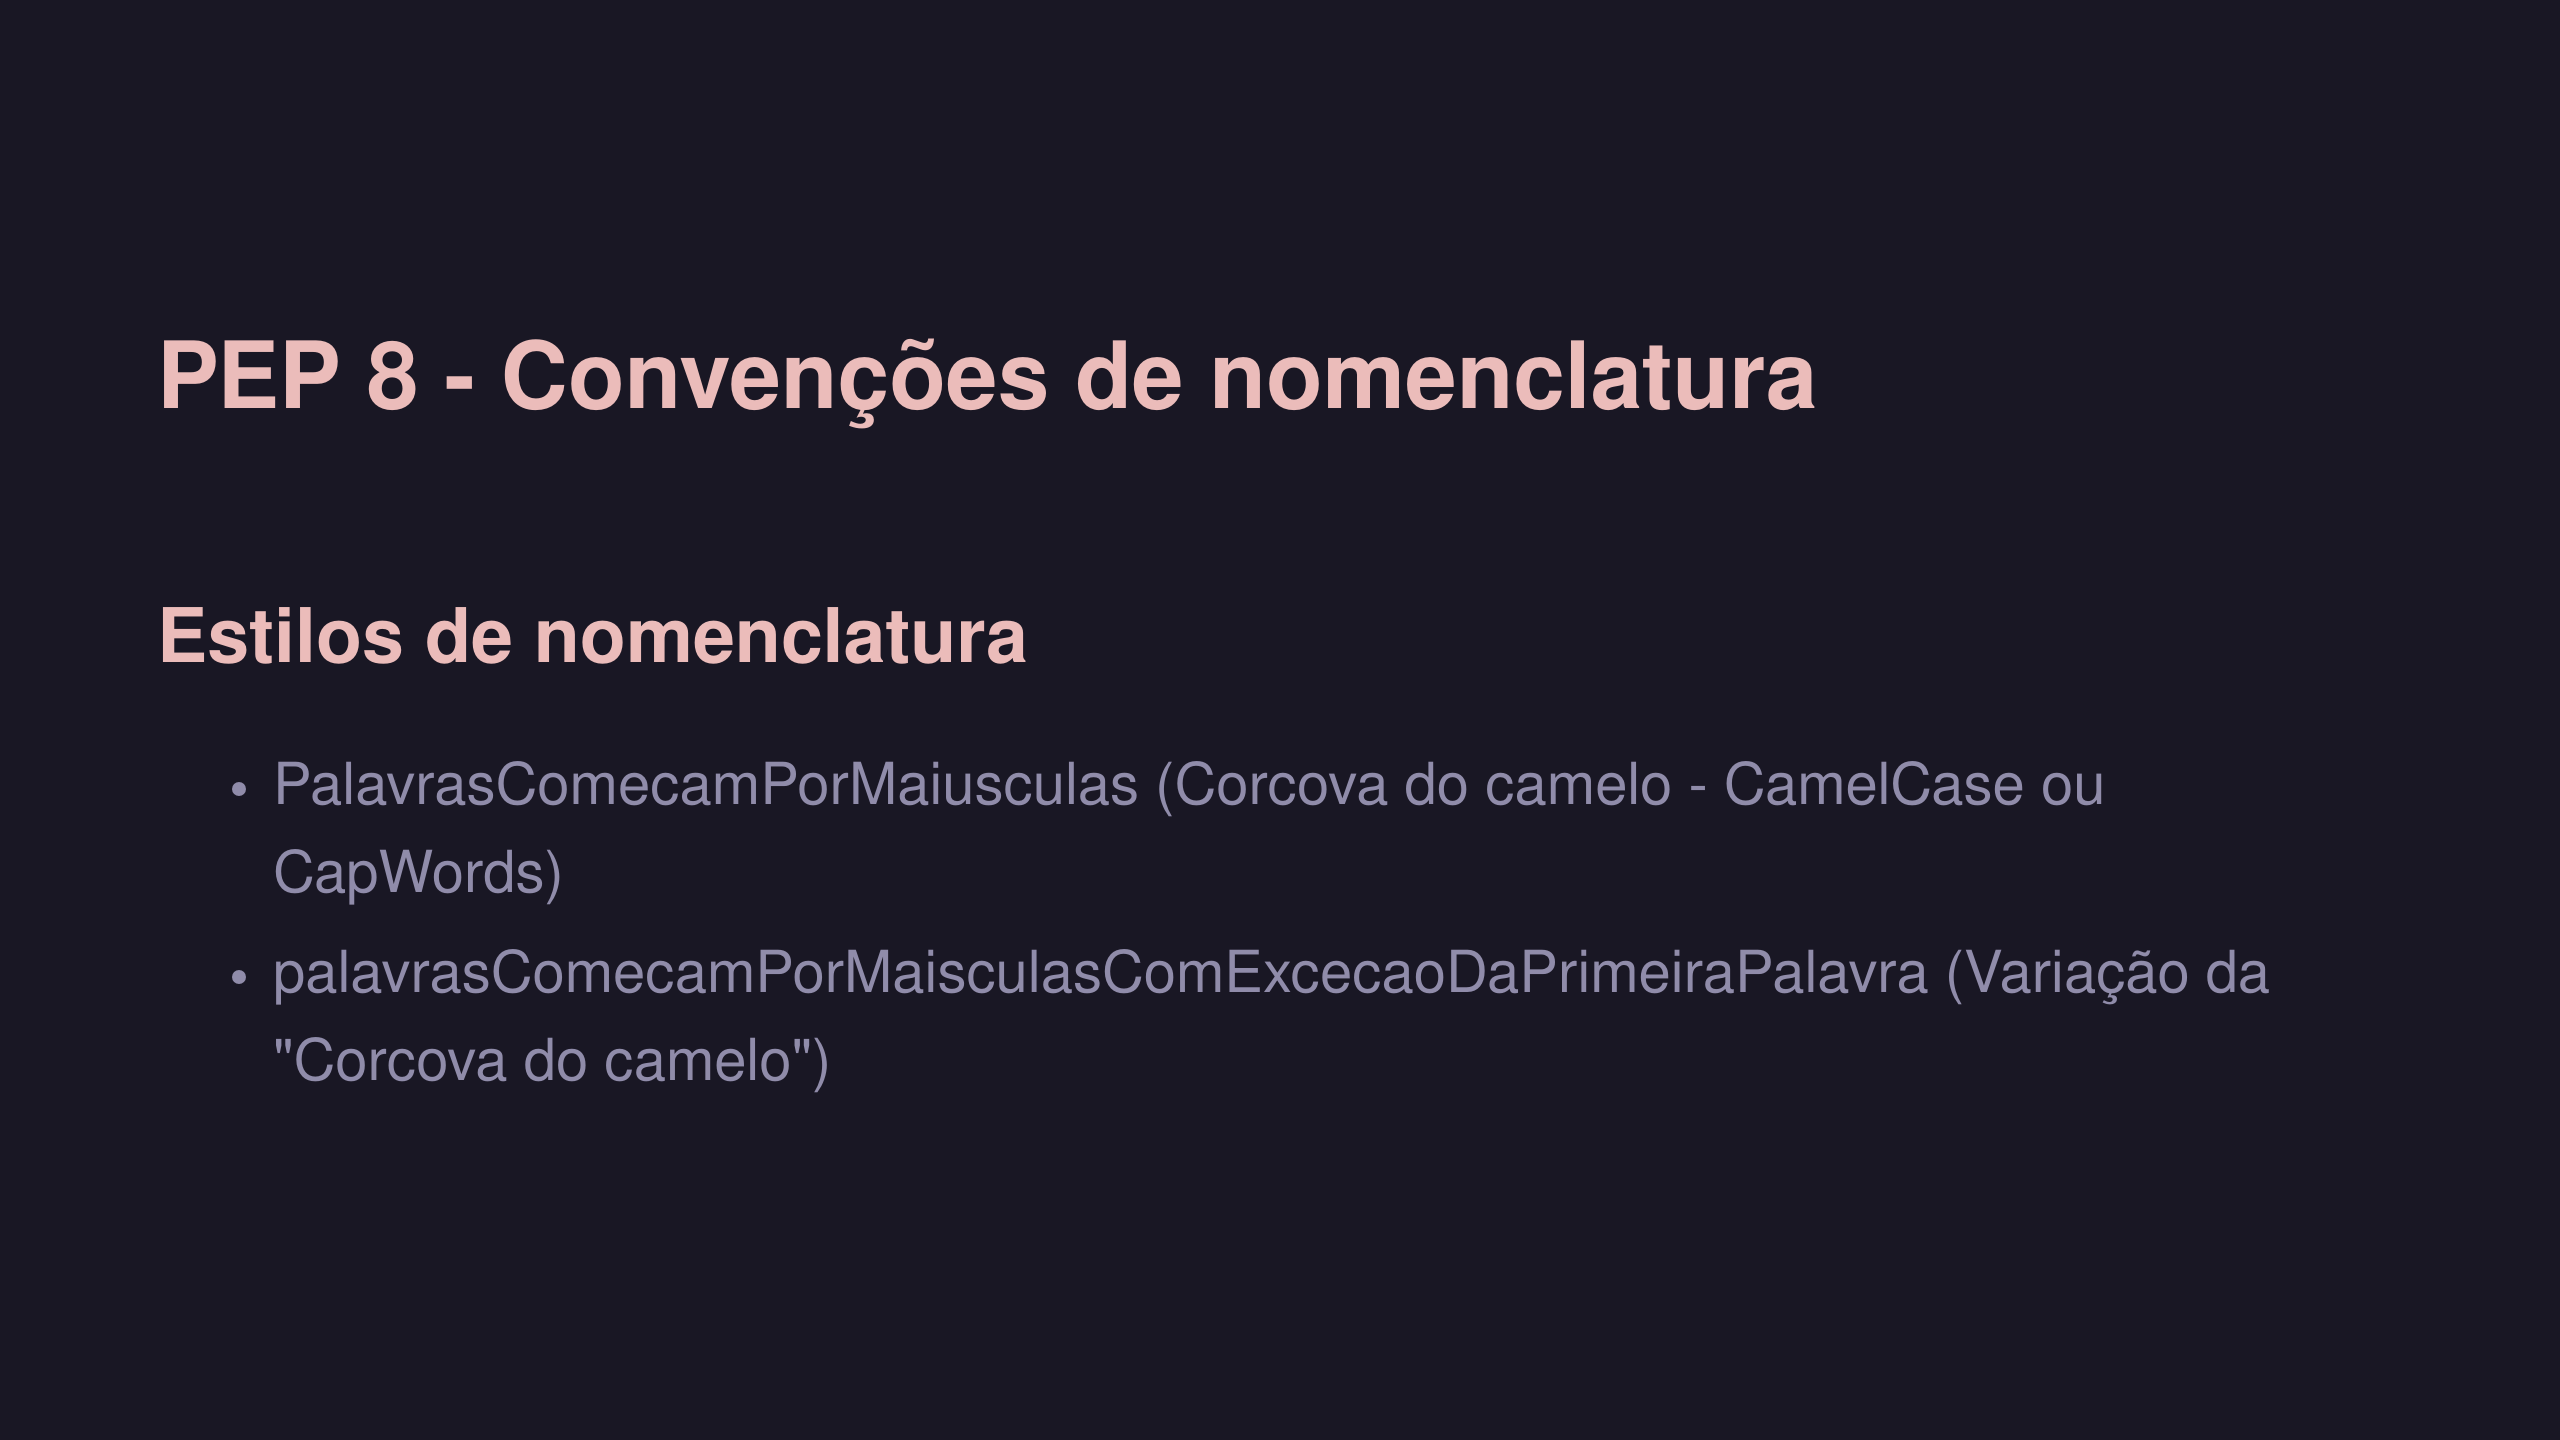 PEP 8 - Convenções de nomenclatura
Estilos de nomenclatura
• PalavrasComecamPorMaiusculas (Corcova do camelo - CamelCase ou
CapWords)
• palavrasComecamPorMaisculasComExcecaoDaPrimeiraPalavra (Variação da
"Corcova do camelo")